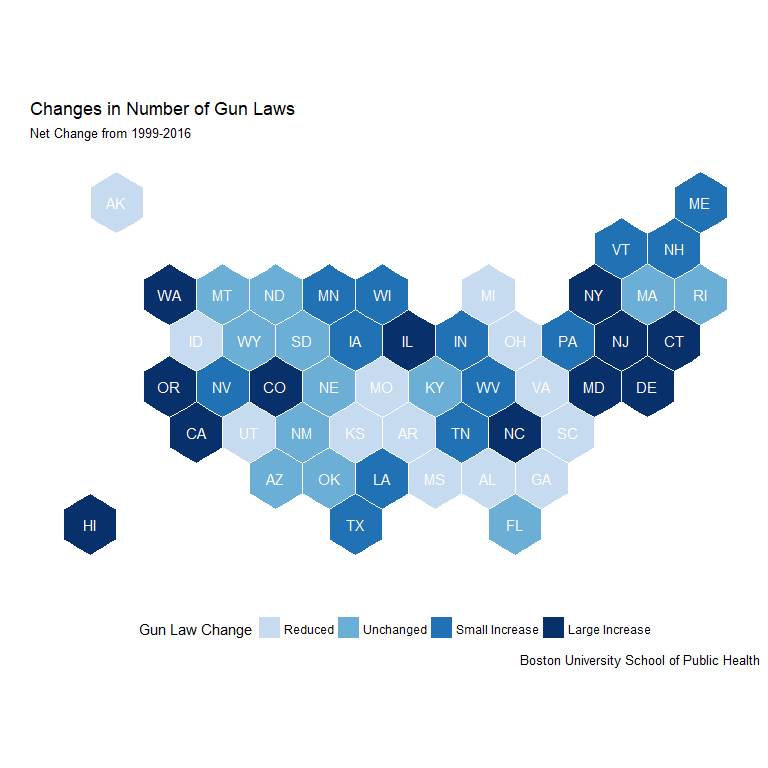 Changes in Number of Gun Laws
Net Change from 1999-2016
AK ME
VT NH
WA MT ND MN WI MI NY MA RI
ID WY SD IA IL IN OH PA NJ CT
OR NV CO NE MO KY WV VA MD DE
CA UT NM KS AR TN NC SC
AZ OK LA MS AL GA
HI TX FL
Gun Law Change Reduced Unchanged Small Increase Large Increase
Boston University School of Public Health